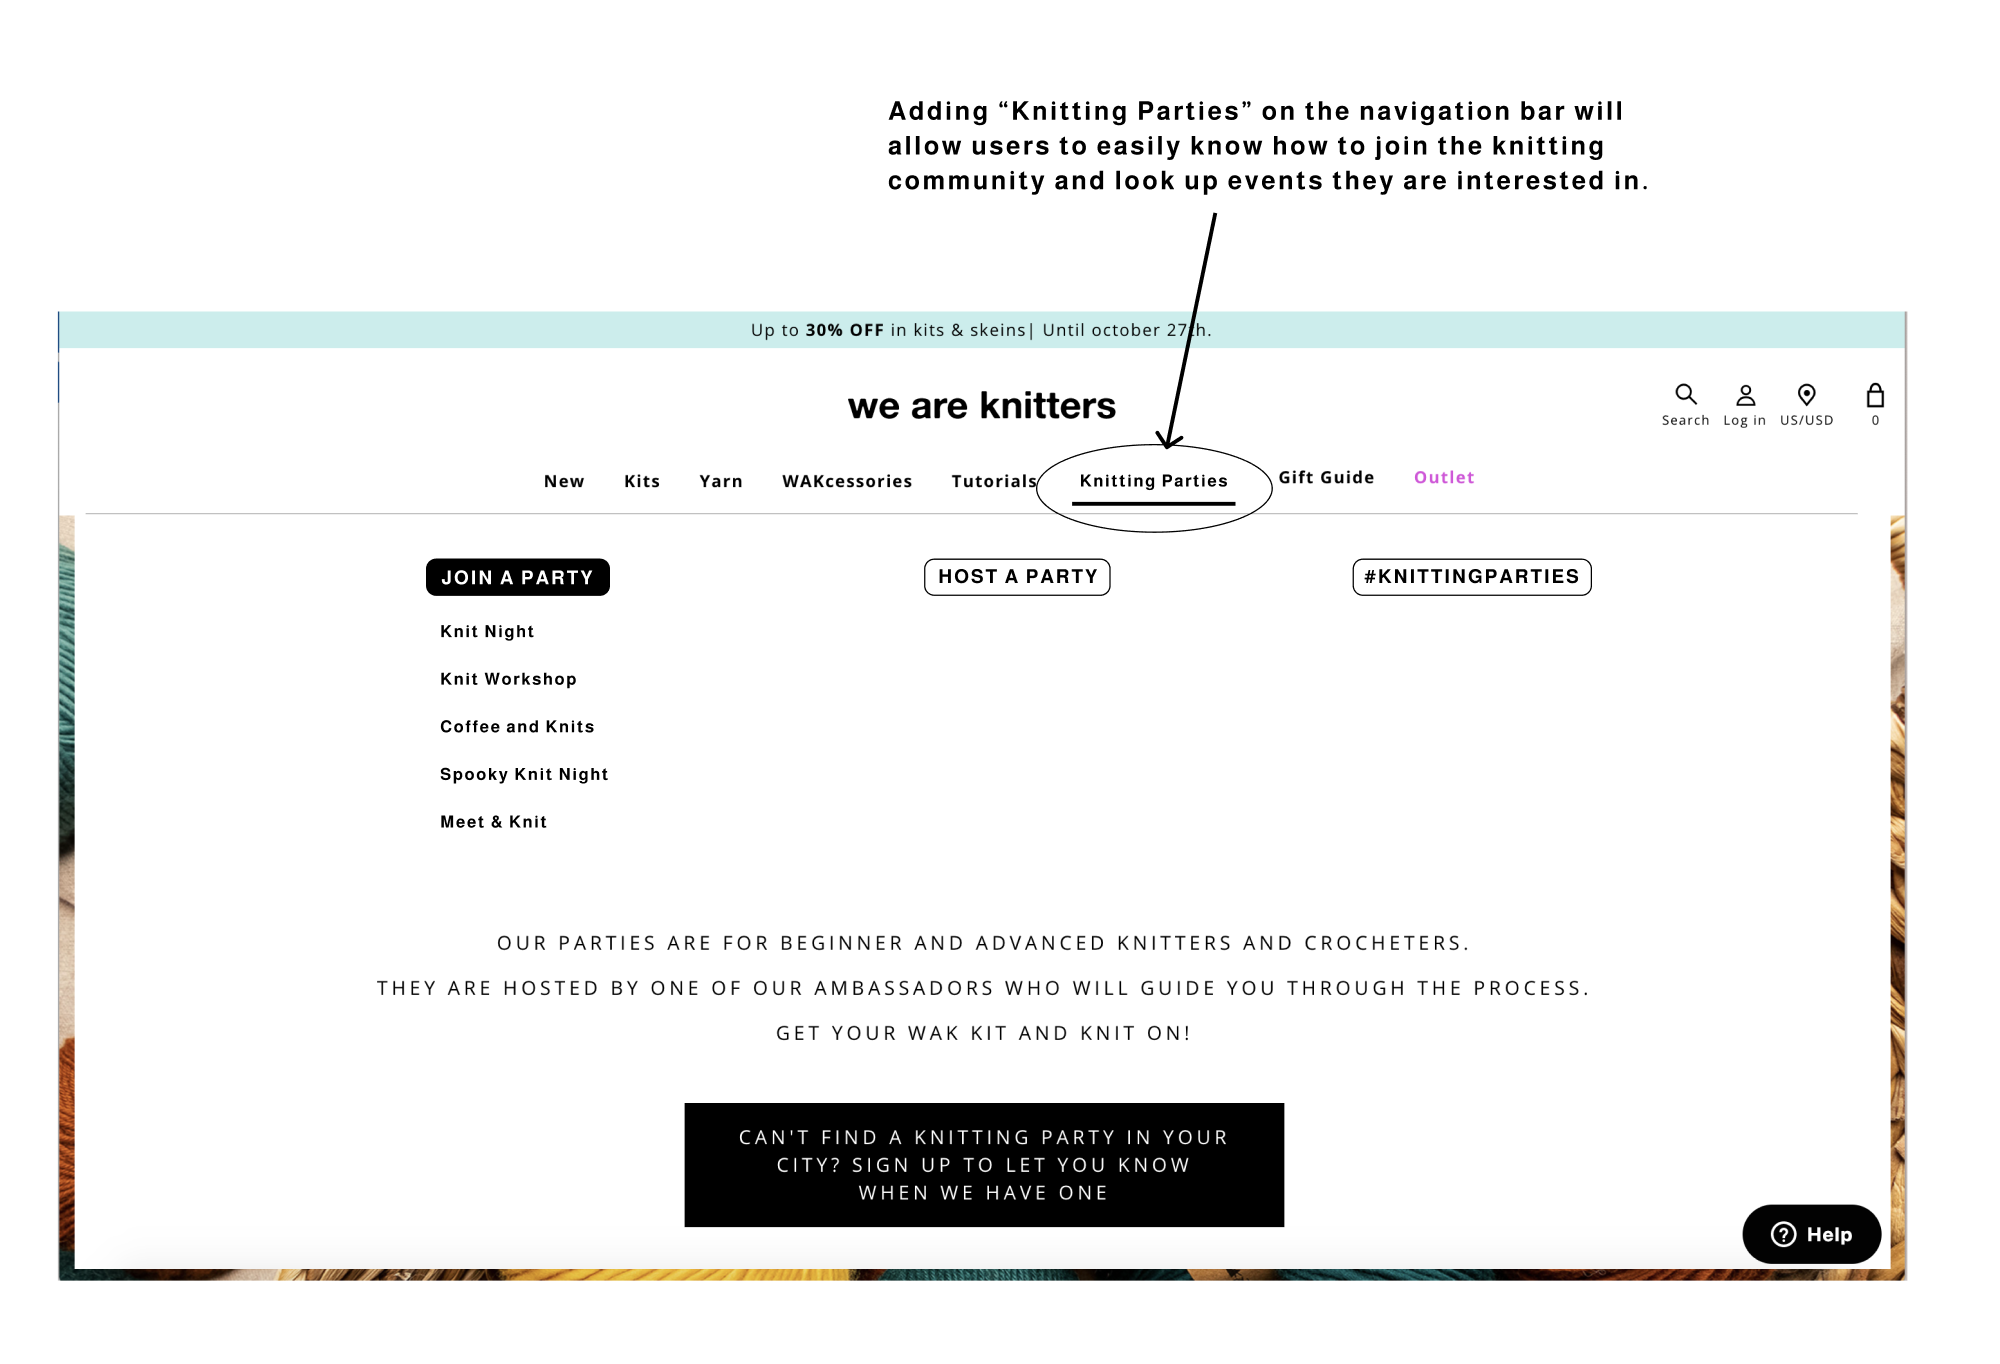 Adding “Knitting Parties” on the navigation bar will
allow users to easily know how to join the knitting
community and look up events they are interested in.
Up to 30% OFF in kits & skeins| Until october 27th.
we are knitters
Search Log in US/USD 0
New Kits Yarn WAKcessories Tutorials Knitting Parties Gift Guide Outlet
JOIN A PARTY HOST A PARTY #KNITTINGPARTIES
Knit Night
Knit Workshop
Coffee and Knits
Spooky Knit Night
Meet & Knit
OUR PARTIES ARE FOR BEGINNER AND ADVANCED KNITTERS AND CROCHETERS.
THEY ARE HOSTED BY ONE OF OUR AMBASSADORS WHO WILL GUIDE YOU THROUGH THE PROCESS.
GET YOUR WAK KIT AND KNIT ON!
CAN'T FIND A KNITTING PARTY IN YOUR
CITY? SIGN UP TO LET YOU KNOW
WHEN WE HAVE ONE
Help